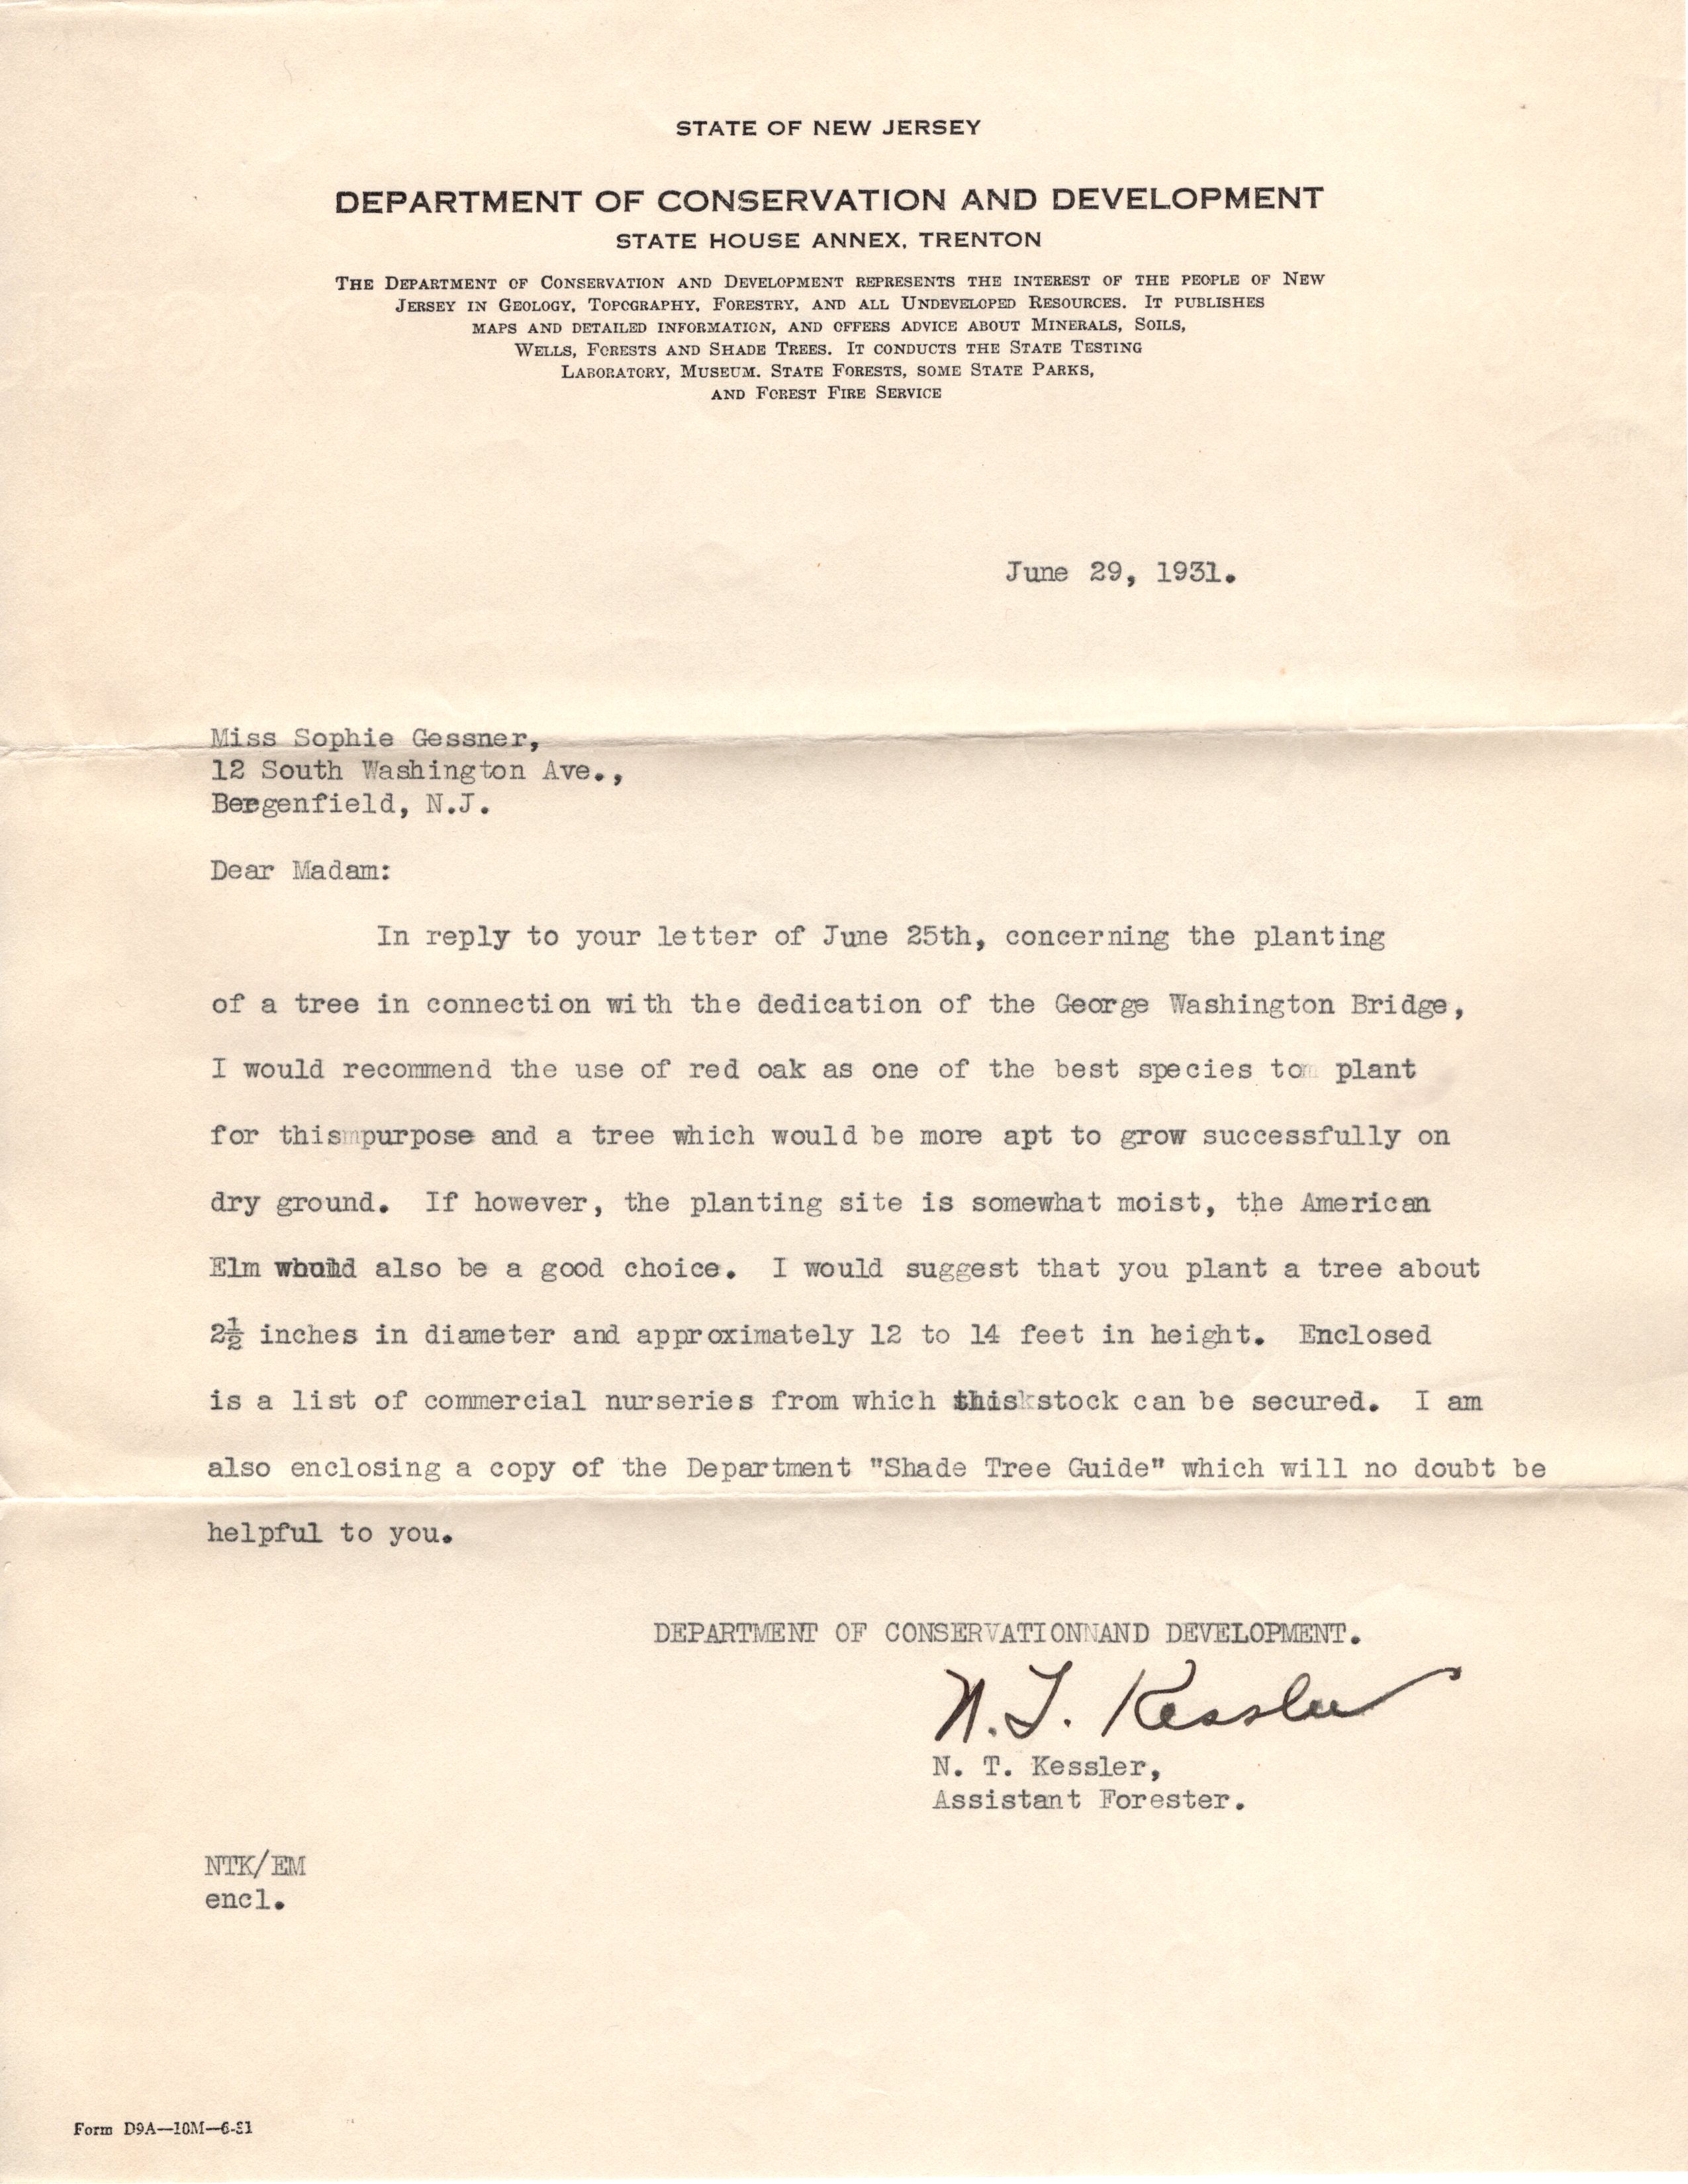 STATE OF NEW JERSEY
DEPARTMENT OF CONSERVATION AND DEVELOPMENT
STATE HOUSE ANNEX, TRENTON
THE DEPARTMENT OF CONSERVATION AND DEVELOPMENT REPRESENTS THE INTEREST OF THE PEOPLE OF NEW
JERSEY IN GEOLOGY, TOPOGRAPHY, FORESTRY, AND ALL UNDEVELOPED RESOURCES. IT PUBLISHES
MAPS AND DETAILED INFORMATION, AND OFFERS ADVICE ABOUT MINERALS, SOILS,
WELLS, FORESTS AND SHADE TREES. IT CONDUCTS THE STATE TESTING
LABORATORY, MUSEUM. STATE FORESTS, SOME STATE PARKS,
AND FOREST FIRE SERVICE
June 29, 1931.
Miss Sophie Gessner,
12 South Washington Ave.,
Bergenfield, N.J.
Dear Madam:
In reply to your letter of June 25th, concerning the planting
of a tree in connection with the dedication of the George Washington Bridge,
I would recommend the use of red oak as one of the best species to plant
for this purpose and a tree which would be more apt to grow successfully on
dry ground. If however, the planting site is somewhat moist, the American
Elm would also be a good choice. I would suggest that you plant a tree about
2½ inches in diameter and approximately 12 to 14 feet in height. Enclosed
is a list of commercial nurseries from which this stock can be secured. I am
also enclosing a copy of the Department "Shade Tree Guide" which will no doubt be
helpful to you.
DEPARTMENT OF CONSERVATIONNAND DEVELOPMENT.
N. T. Kessler
N. T. Kessler,
Assistant Forester.
NTK/EM
encl.
Form D9A—10M—6-31